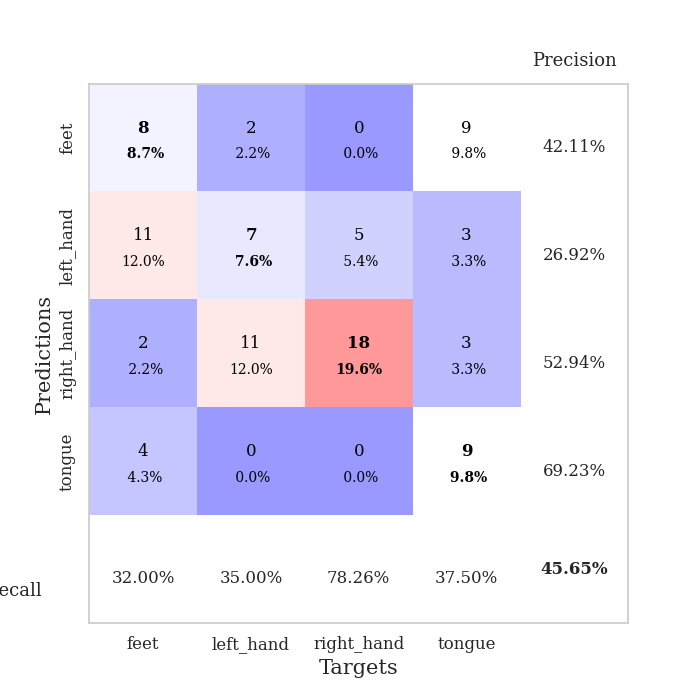 Precision
feet
8 2 0 9
8.7% 2.2% 0.0% 9.8%
42.11%
left_hand
11 7 5 3
12.0% 7.6% 5.4% 3.3%
26.92%
Predictions
right_hand
2 11 18 3
2.2% 12.0% 19.6% 3.3%
52.94%
tongue
4 0 0 9
4.3% 0.0% 0.0% 9.8%
69.23%
ecall
32.00% 35.00% 78.26% 37.50% 45.65%
feet left_hand right_hand tongue
Targets